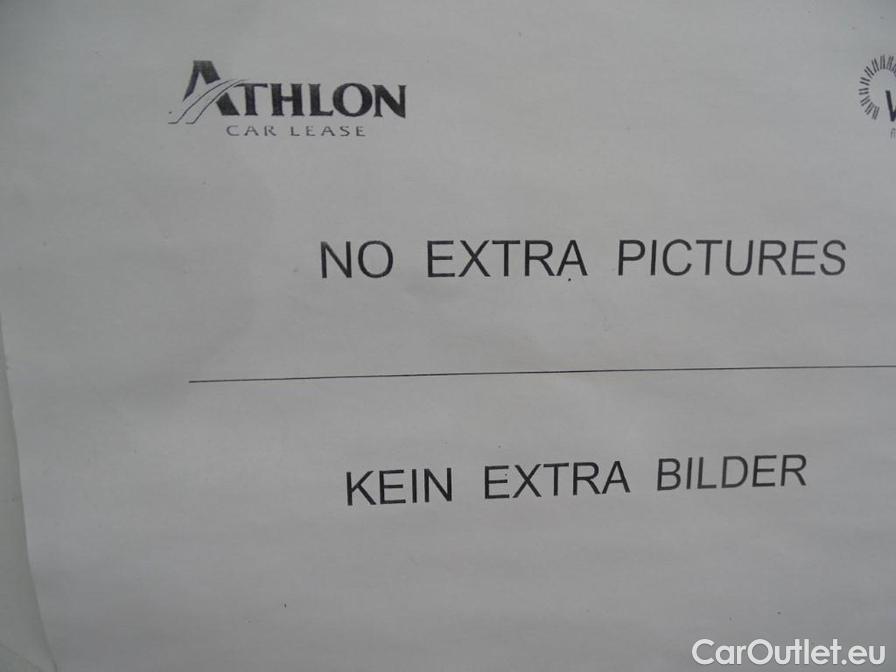 ATHLON
CAR LEASE
NO EXTRA PICTURES
KEIN EXTRA BILDER
CarOutlet.eu